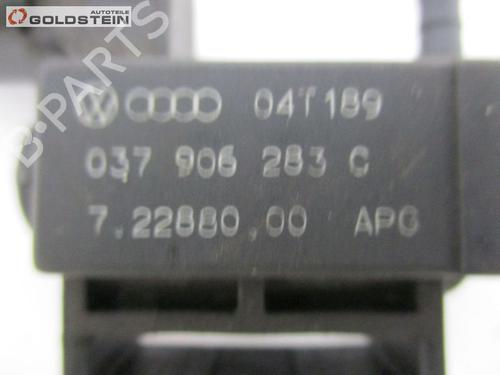 AUTOTEILE
GOLDSTEIN
04T189
037 906 283 C
7.22880.00 APG
B-PARTS